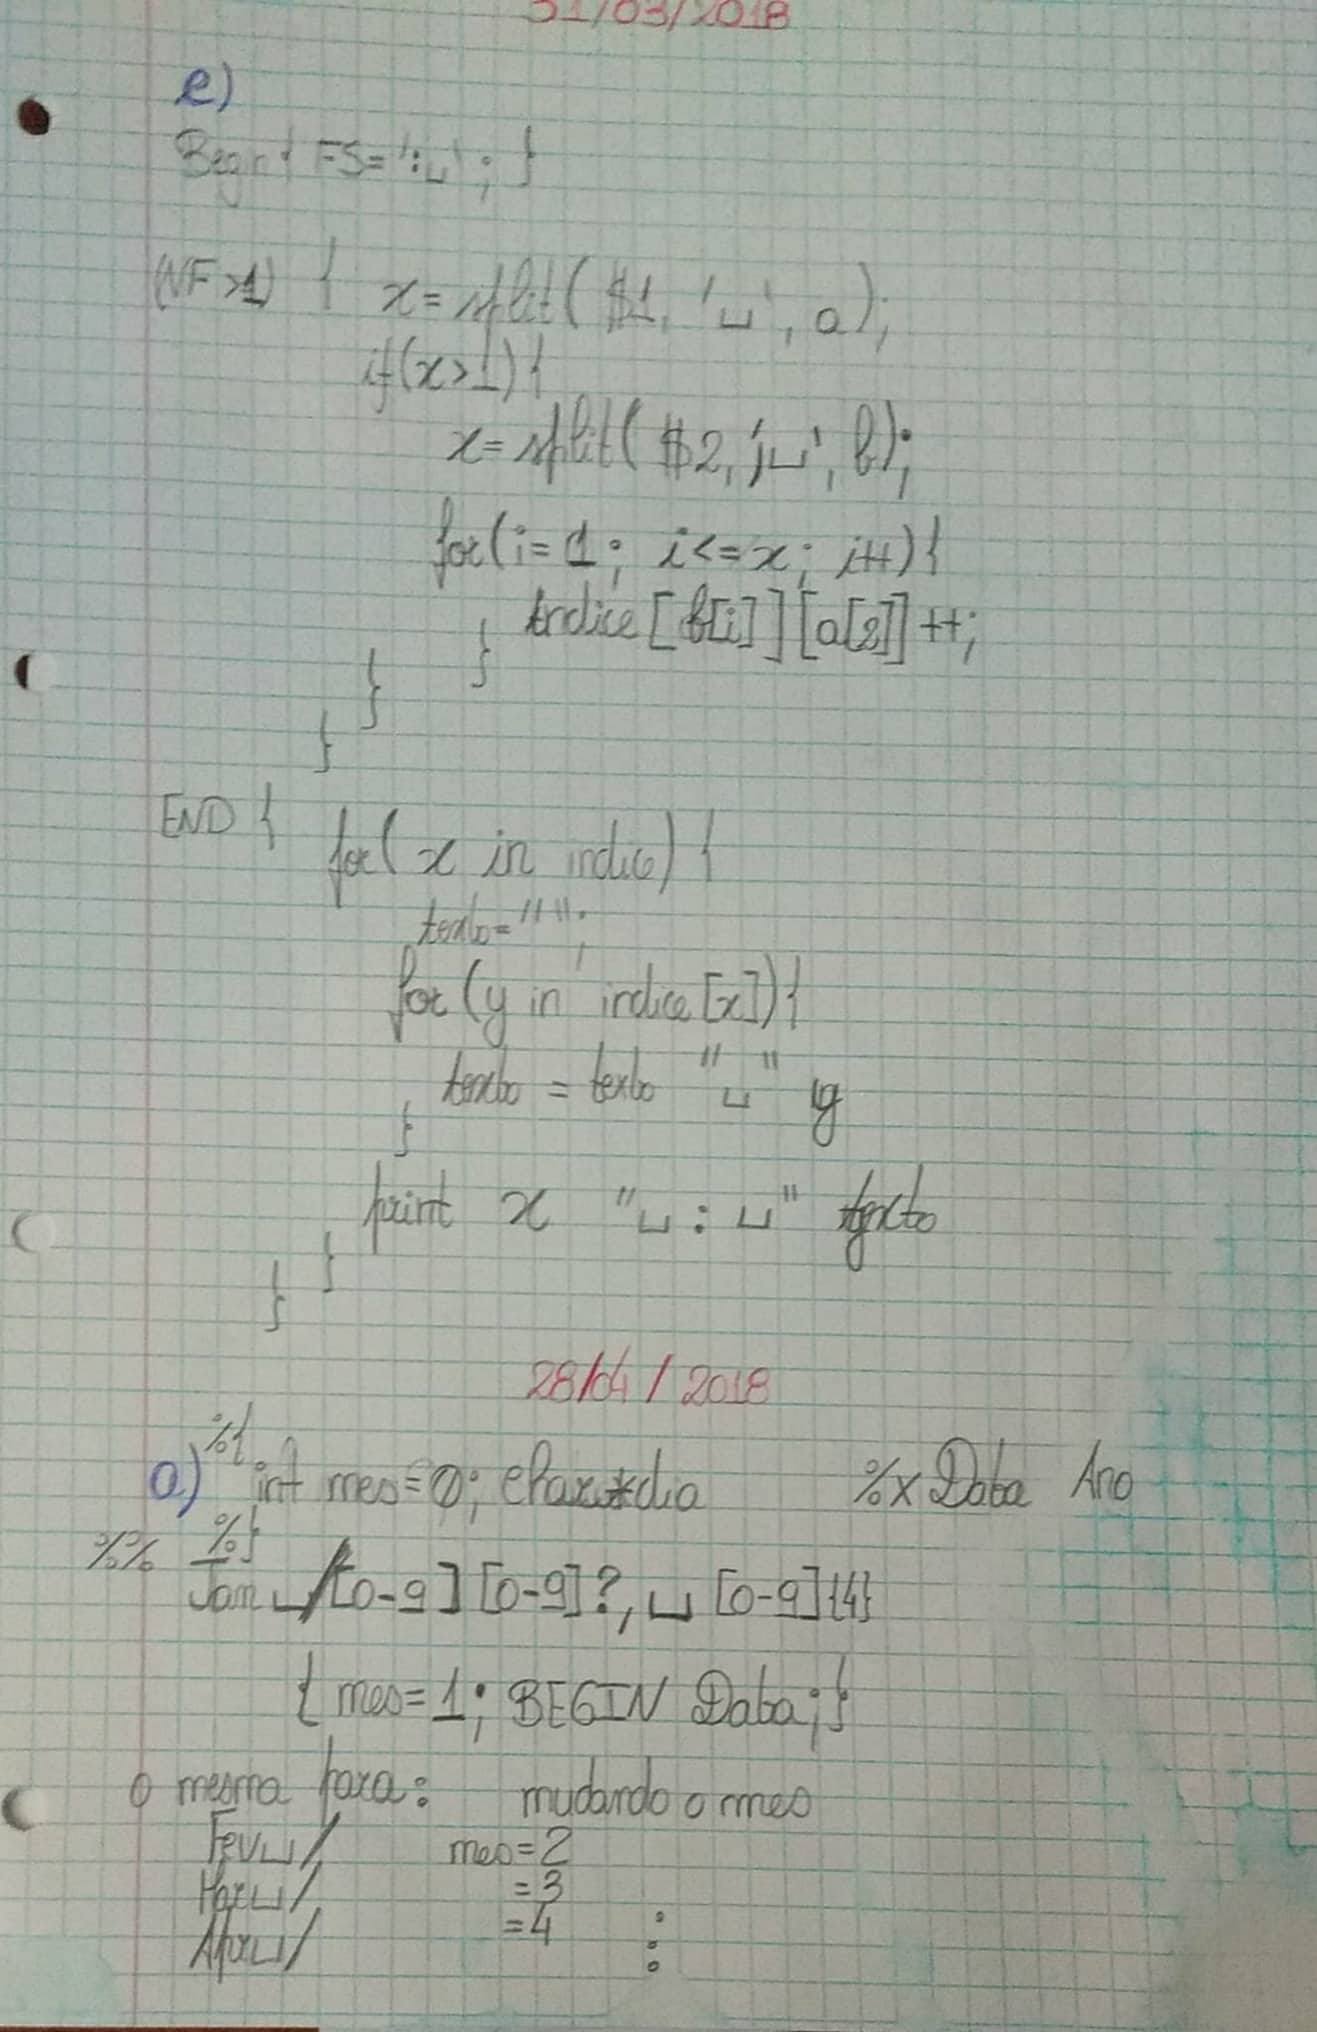 31/03/2018
e)
Begin{ FS=':␣'; }
(NF>1) { x=split($1, '␣', a);
if(x>1){
x=split($2, ';␣', b);
for(i=1; i<=x; i++){
indice[b[i]][a[2]]++;
}
}
}
END { for( x in indice) {
texto="";
for(y in indice[x]){
texto = texto "␣" y
}
print x "␣:␣" texto
}
}
28/04/2018
%{
a) int mes=0; char*dia %x Data Ano
%% %}
Jan␣/[0-9][0-9]?,␣[0-9]{4}
{ mes=1; BEGIN Data;}
o mesmo para: mudando o mes
Fev␣/ mes=2
Mar␣/ =3
Abr␣/ =4